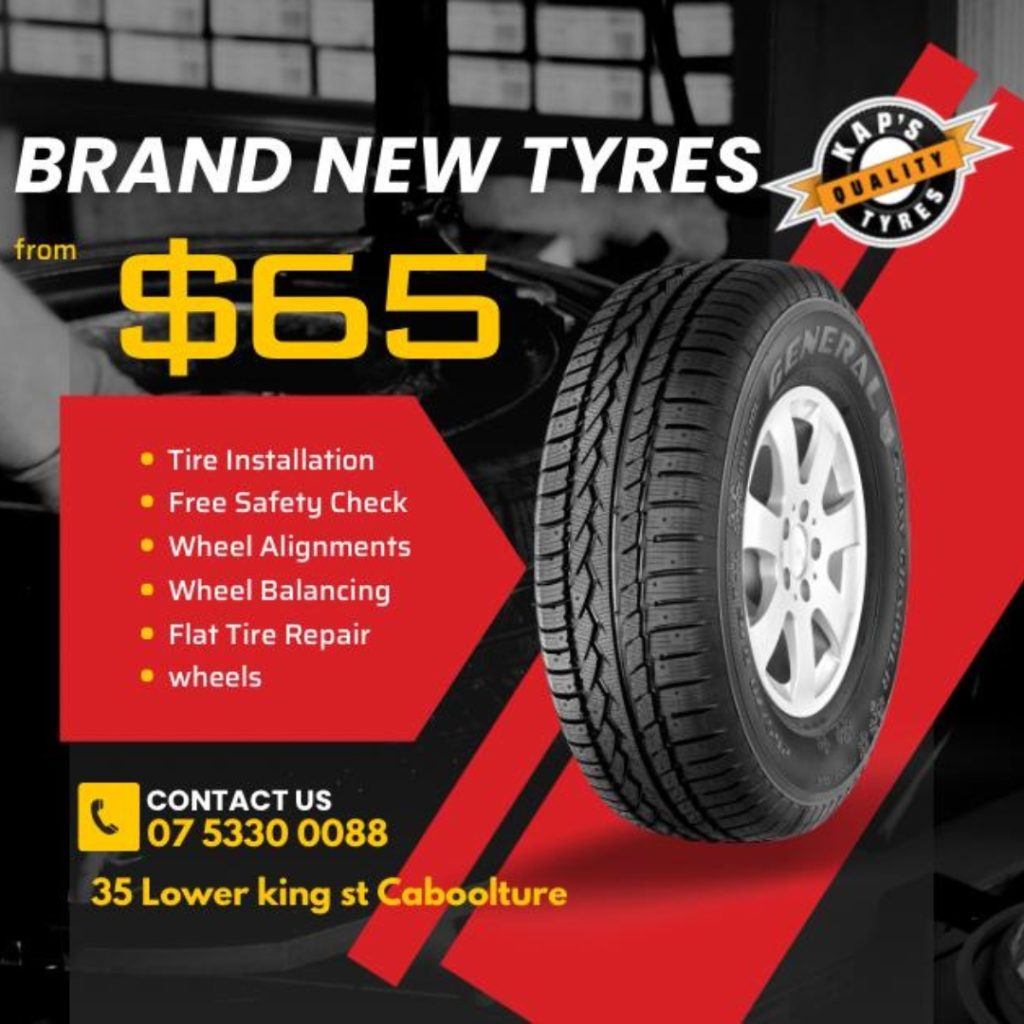 BRAND NEW TYRES
KAP'S
QUALITY
TYRES
from
$65
GENERAL
Tire Installation
Free Safety Check
Wheel Alignments
Wheel Balancing
Flat Tire Repair
wheels
CONTACT US
07 5330 0088
35 Lower king st Caboolture